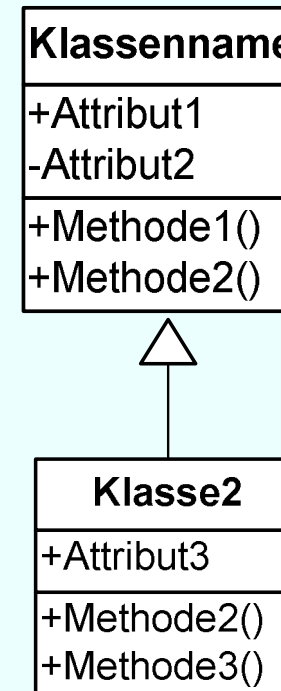 Klassenname
+Attribut1
-Attribut2
+Methode1()
+Methode2()
Klasse2
+Attribut3
+Methode2()
+Methode3()